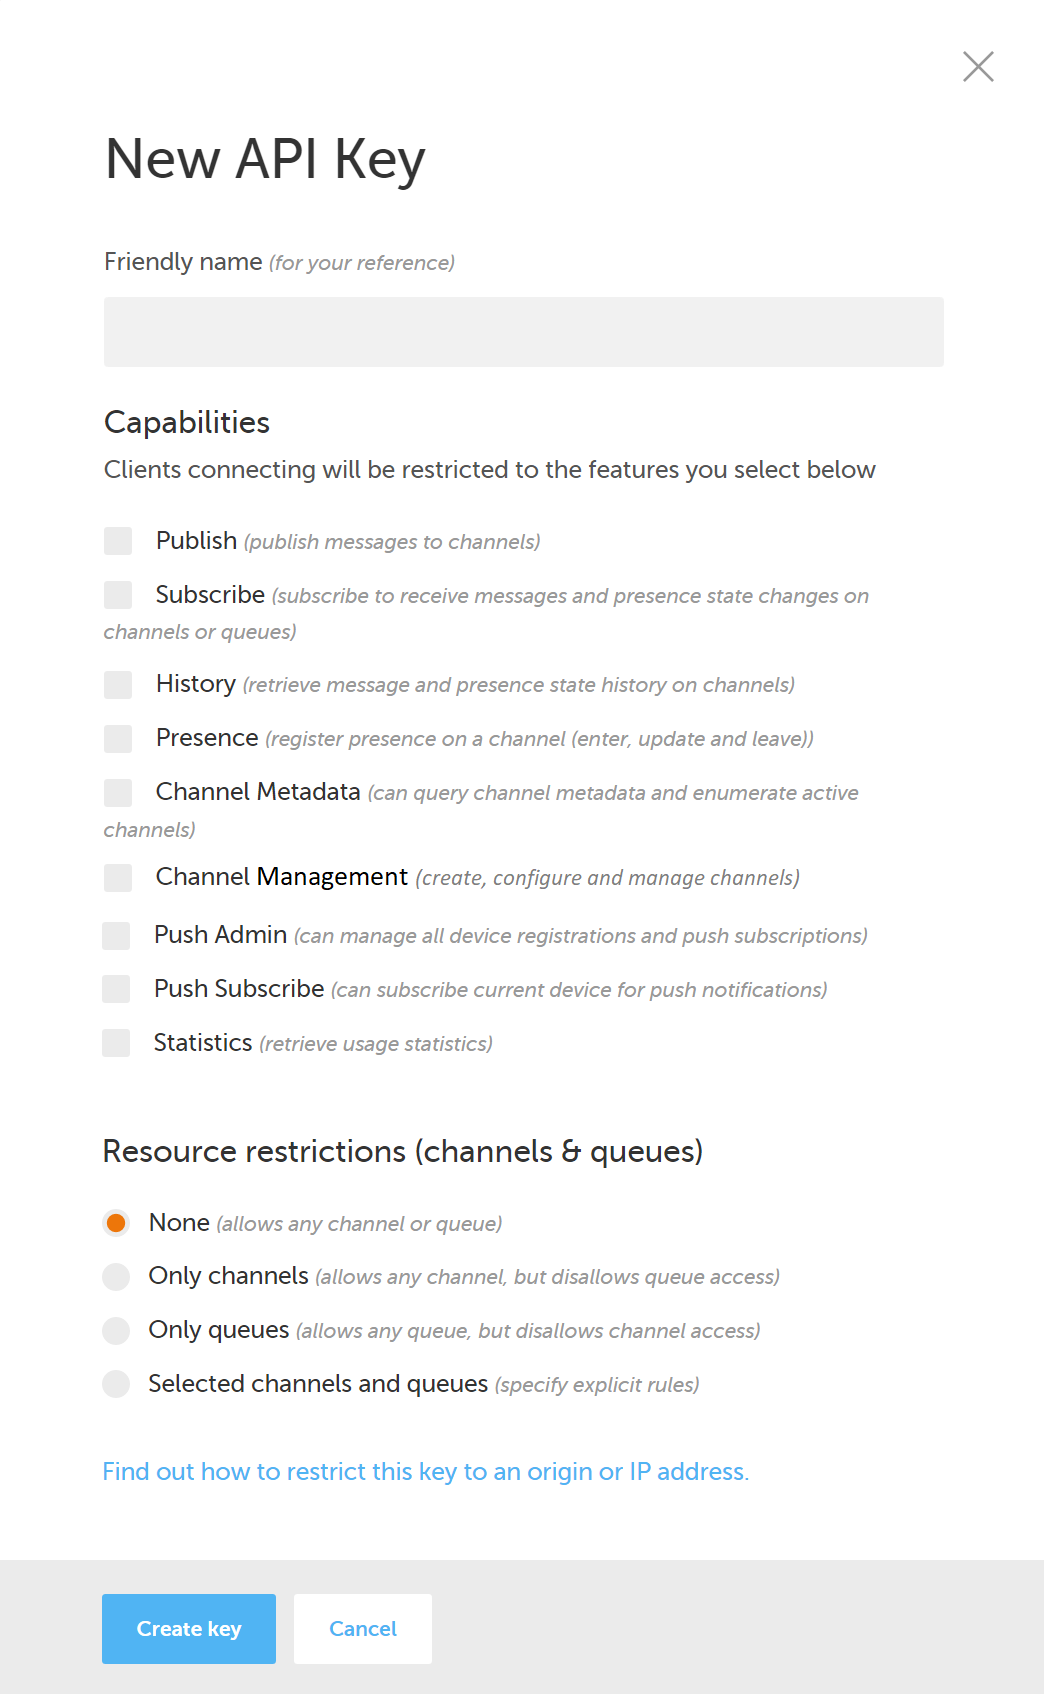 New API Key
Friendly name (for your reference)
Capabilities
Clients connecting will be restricted to the features you select below
Publish (publish messages to channels)
Subscribe (subscribe to receive messages and presence state changes on
channels or queues)
History (retrieve message and presence state history on channels)
Presence (register presence on a channel (enter, update and leave))
Channel Metadata (can query channel metadata and enumerate active
channels)
Channel Management (create, configure and manage channels)
Push Admin (can manage all device registrations and push subscriptions)
Push Subscribe (can subscribe current device for push notifications)
Statistics (retrieve usage statistics)
Resource restrictions (channels & queues)
None (allows any channel or queue)
Only channels (allows any channel, but disallows queue access)
Only queues (allows any queue, but disallows channel access)
Selected channels and queues (specify explicit rules)
Find out how to restrict this key to an origin or IP address.
Create key Cancel